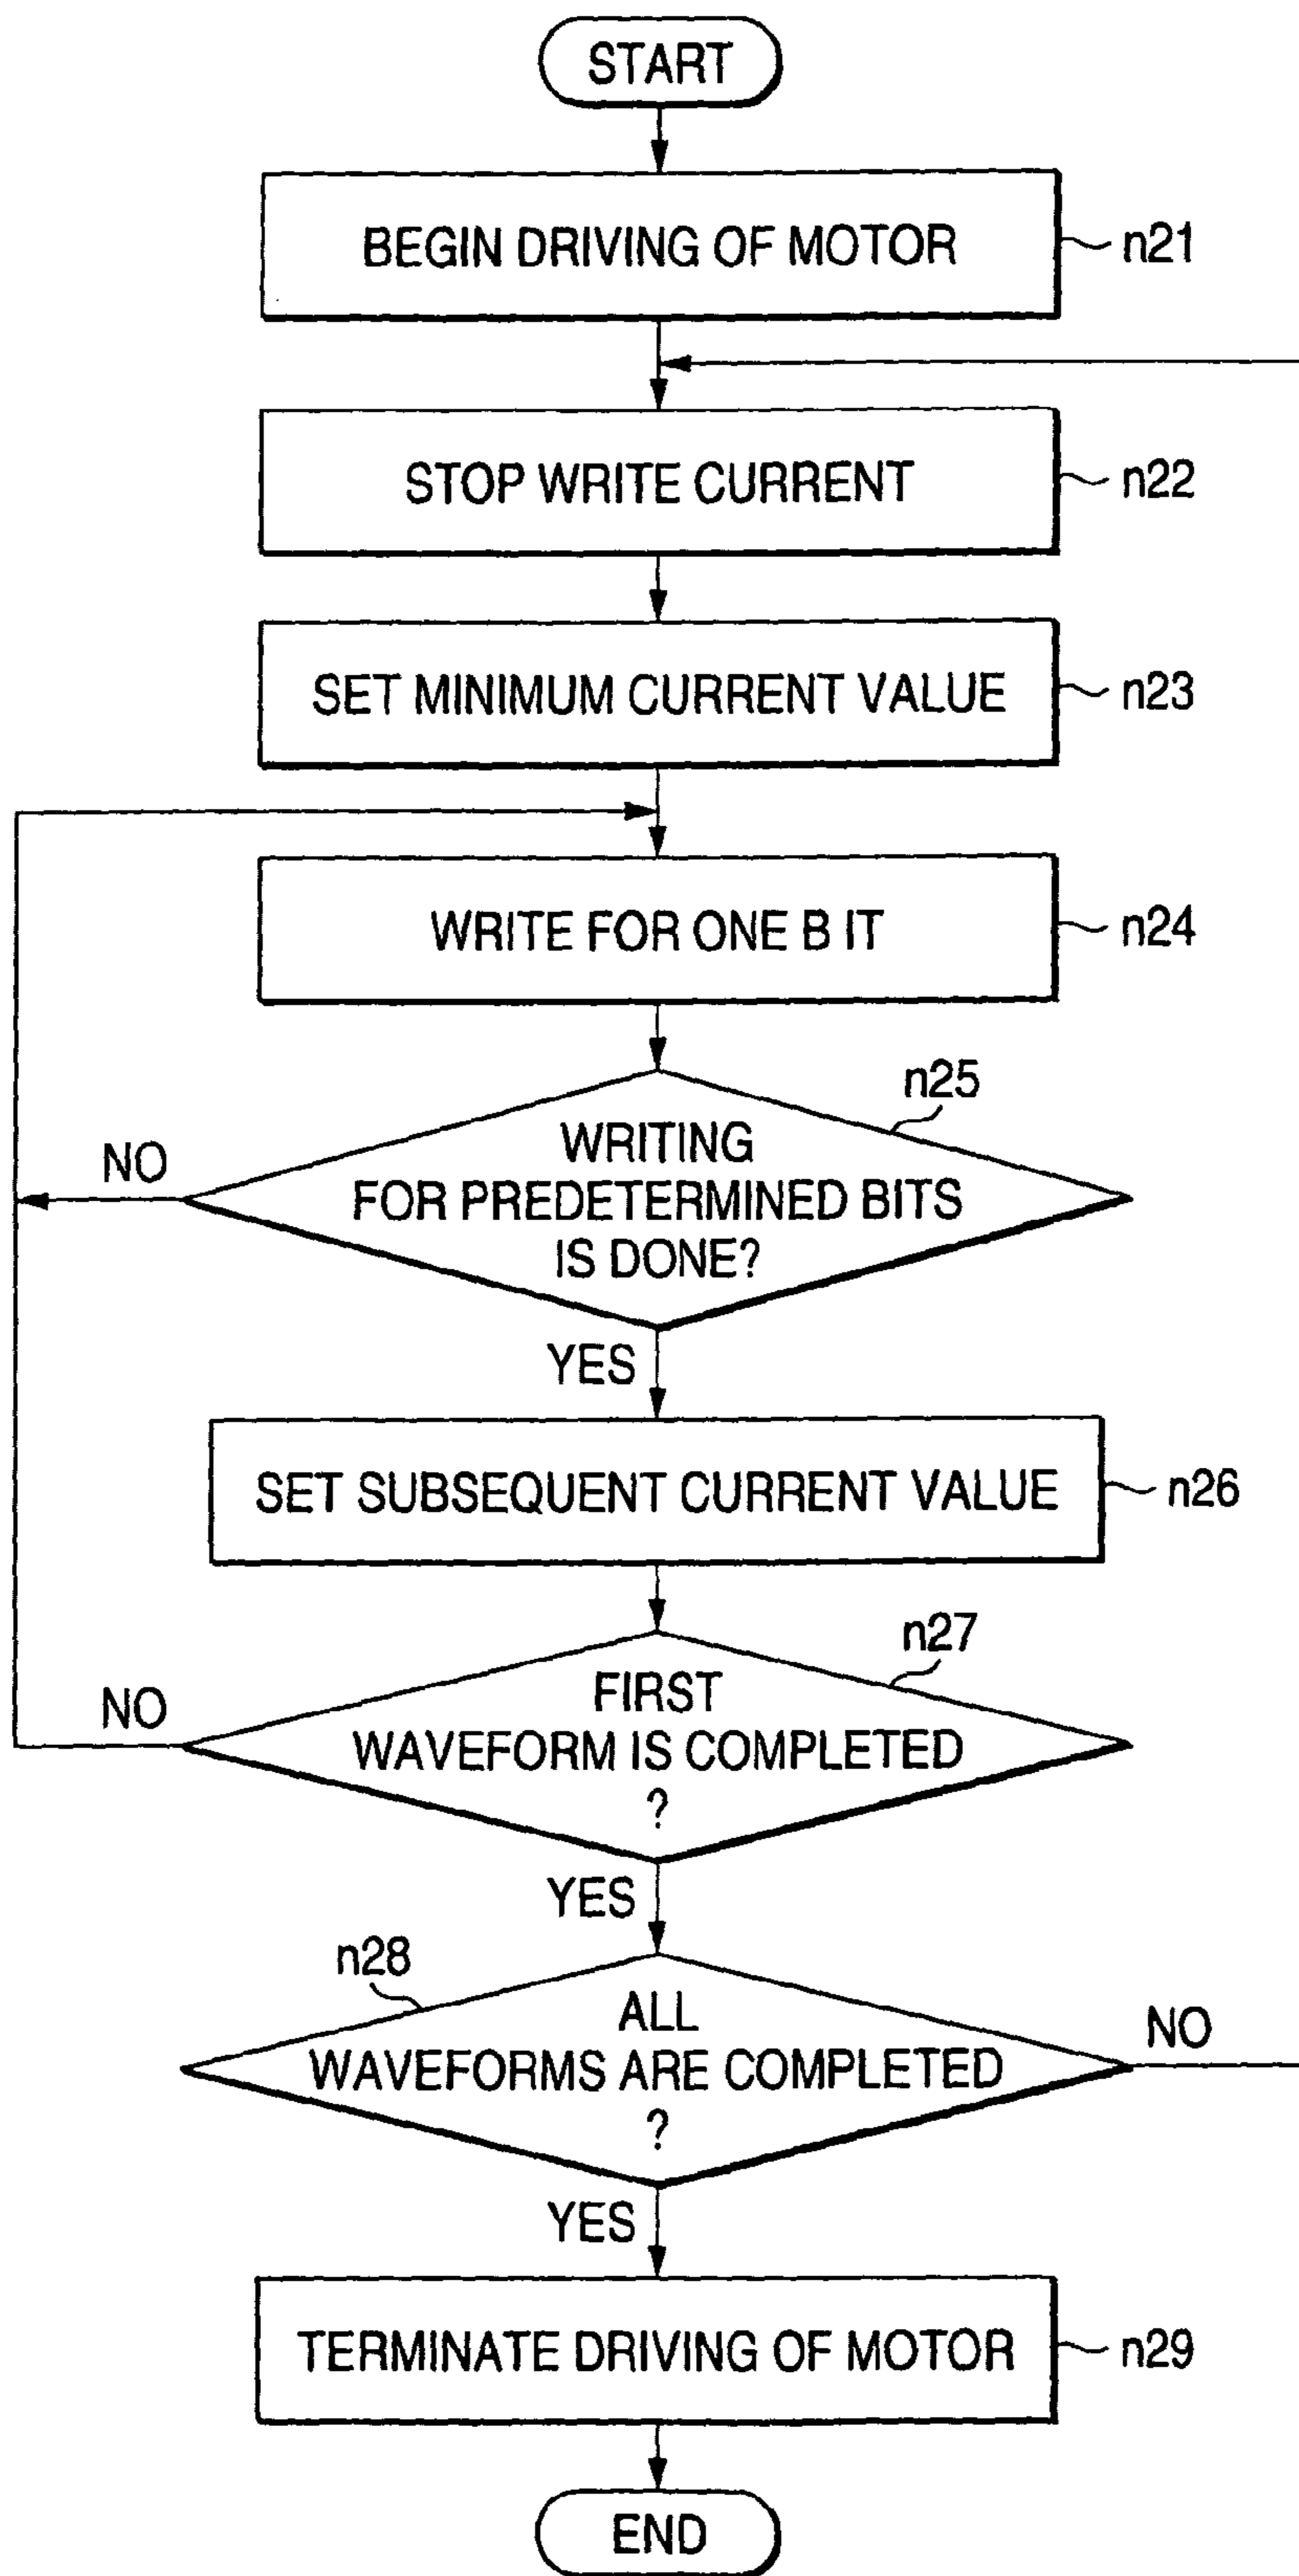 START
BEGIN DRIVING OF MOTOR
n21
STOP WRITE CURRENT
n22
SET MINIMUM CURRENT VALUE
n23
WRITE FOR ONE B IT
n24
n25
WRITING
FOR PREDETERMINED BITS
IS DONE?
NO
YES
SET SUBSEQUENT CURRENT VALUE
n26
n27
FIRST
WAVEFORM IS COMPLETED
?
NO
YES
n28
ALL
WAVEFORMS ARE COMPLETED
?
NO
YES
TERMINATE DRIVING OF MOTOR
n29
END